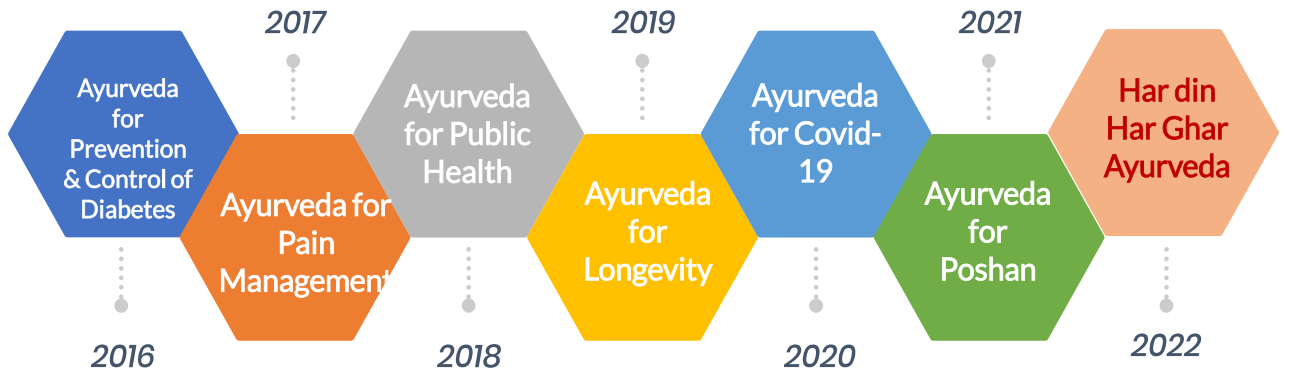 2017
2019
2021
Ayurveda
for
Prevention
& Control of
Diabetes
Ayurveda for
Pain
Management
Ayurveda
for Public
Health
Ayurveda
for
Longevity
Ayurveda
for Covid-
19
Ayurveda
for
Poshan
Har din
Har Ghar
Ayurveda
2016
2018
2020
2022